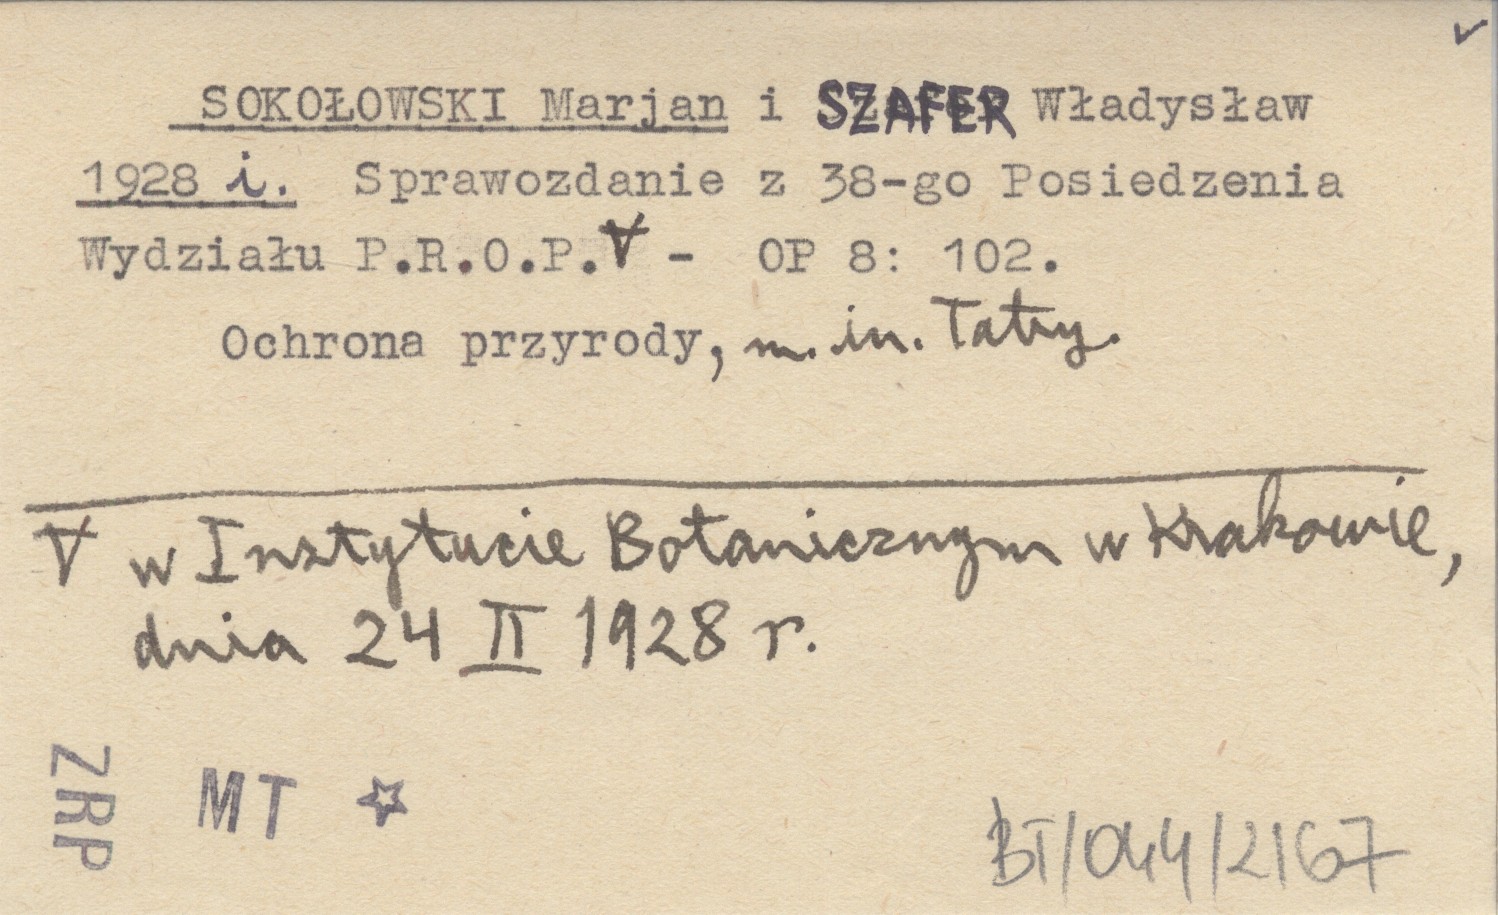 SOKOŁOWSKI Marjan i SZAFER Władysław
1928 i. Sprawozdanie z 38-go Posiedzenia
Wydziału P.R.O.P.∀ - OP 8: 102.
Ochrona przyrody, m. in. Tatry.
∀ w Instytucie Botanicznym w Krakowie,
dnia 24 II 1928 r.
ZRP
MT ☆
BT/044/2167